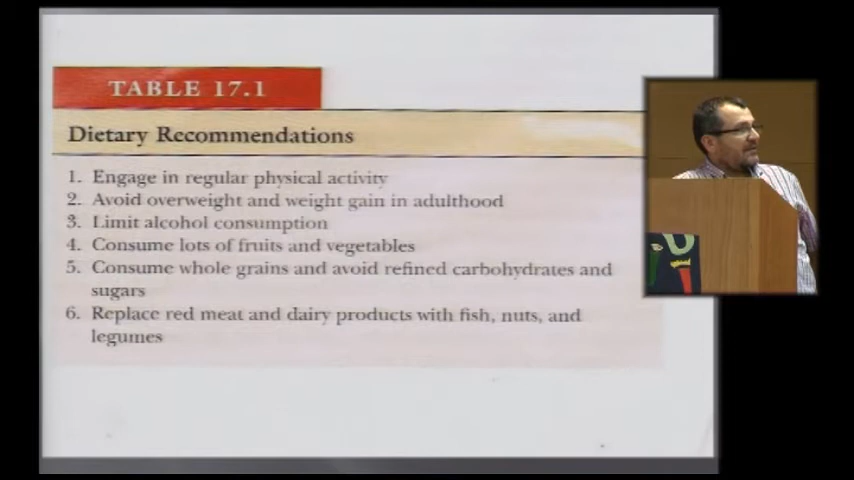 TABLE 17.1
Dietary Recommendations
1. Engage in regular physical activity
2. Avoid overweight and weight gain in adulthood
3. Limit alcohol consumption
4. Consume lots of fruits and vegetables
5. Consume whole grains and avoid refined carbohydrates and
sugars
6. Replace red meat and dairy products with fish, nuts, and
legumes